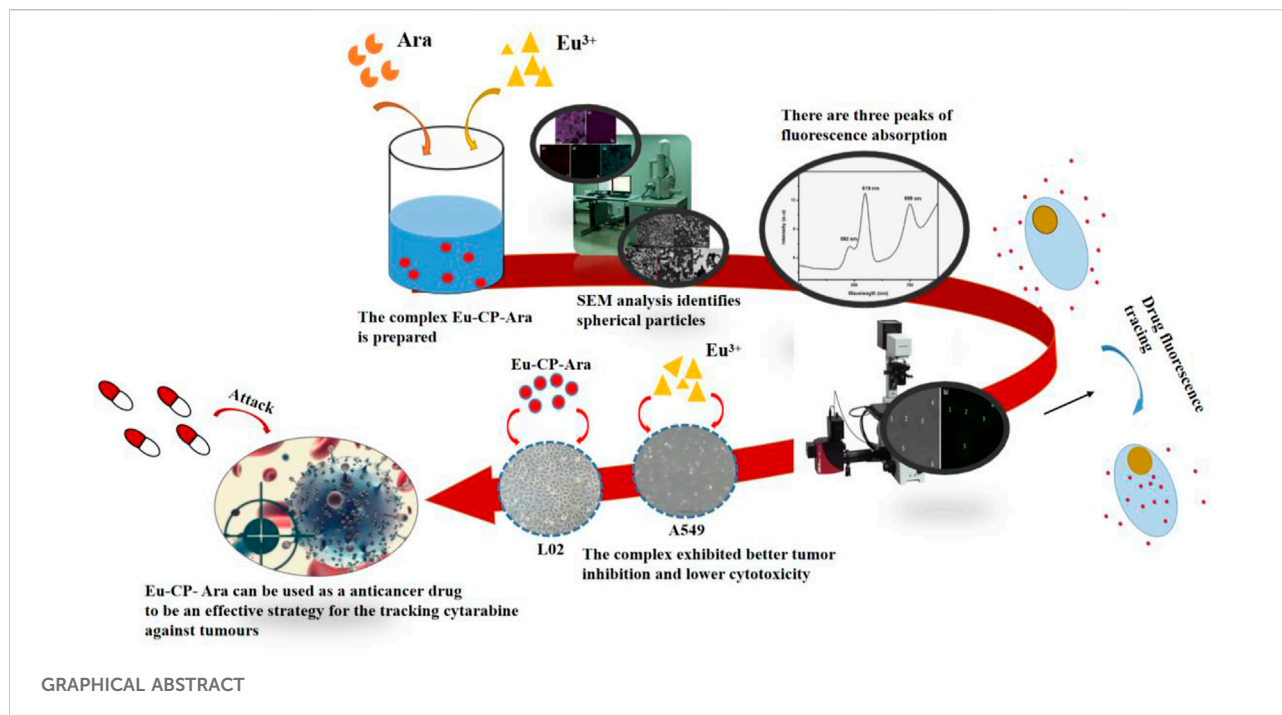 Ara
Eu³⁺
The complex Eu-CP-Ara
is prepared
SEM analysis identifies
spherical particles
There are three peaks of
fluorescence absorption
Intensity (a.u)
592 nm
619 nm
Wavelength (nm)
Drug fluorescence
tracing
Eu³⁺
Eu-CP-Ara
A549
L02
The complex exhibited better tumor
inhibition and lower cytotoxicity
Attack
Eu-CP- Ara can be used as a anticancer drug
to be an effective strategy for the tracking cytarabine
against tumours
GRAPHICAL ABSTRACT